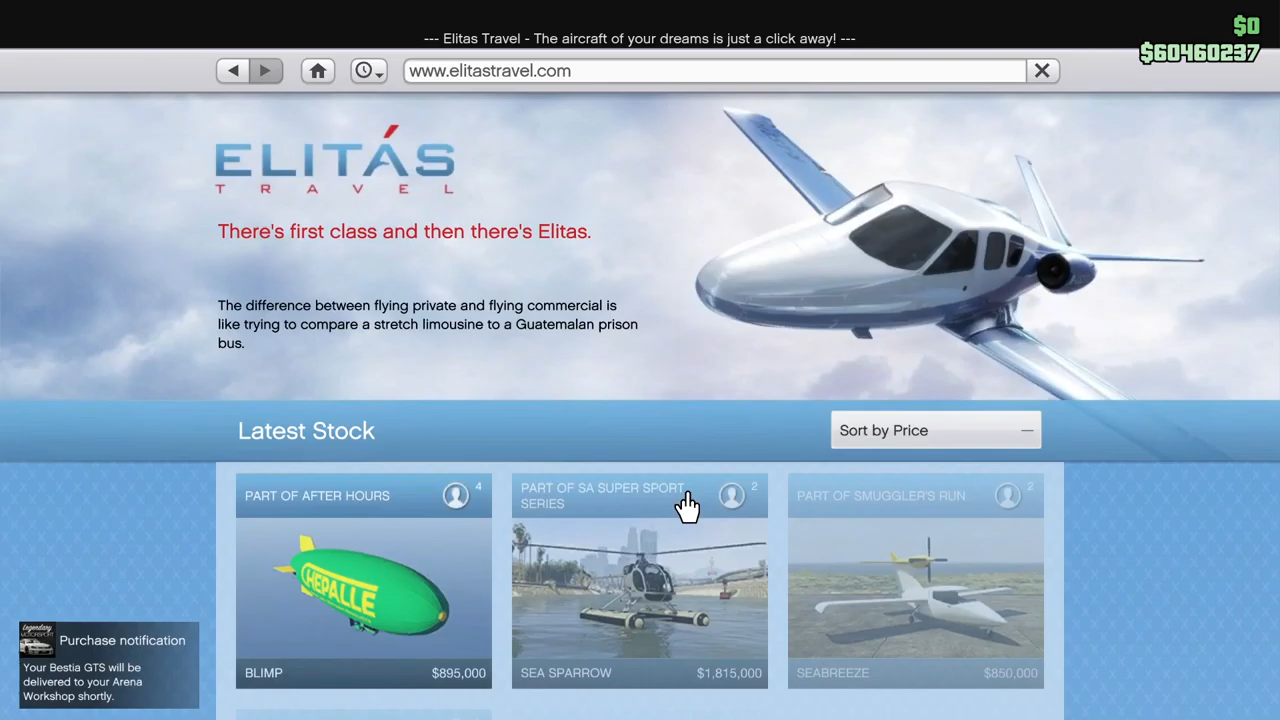 --- Elitas Travel - The aircraft of your dreams is just a click away! ---
$0
$60460237
www.elitastravel.com
ELITÁS
TRAVEL
There's first class and then there's Elitas.
The difference between flying private and flying commercial is
like trying to compare a stretch limousine to a Guatemalan prison
bus.
Latest Stock
Sort by Price
PART OF AFTER HOURS
4
HEPALLE
BLIMP
$895,000
PART OF SA SUPER SPORT
SERIES
2
SEA SPARROW
$1,815,000
PART OF SMUGGLER'S RUN
2
SEABREEZE
$850,000
Legendary
MOTORSPORT
Purchase notification
Your Bestia GTS will be
delivered to your Arena
Workshop shortly.